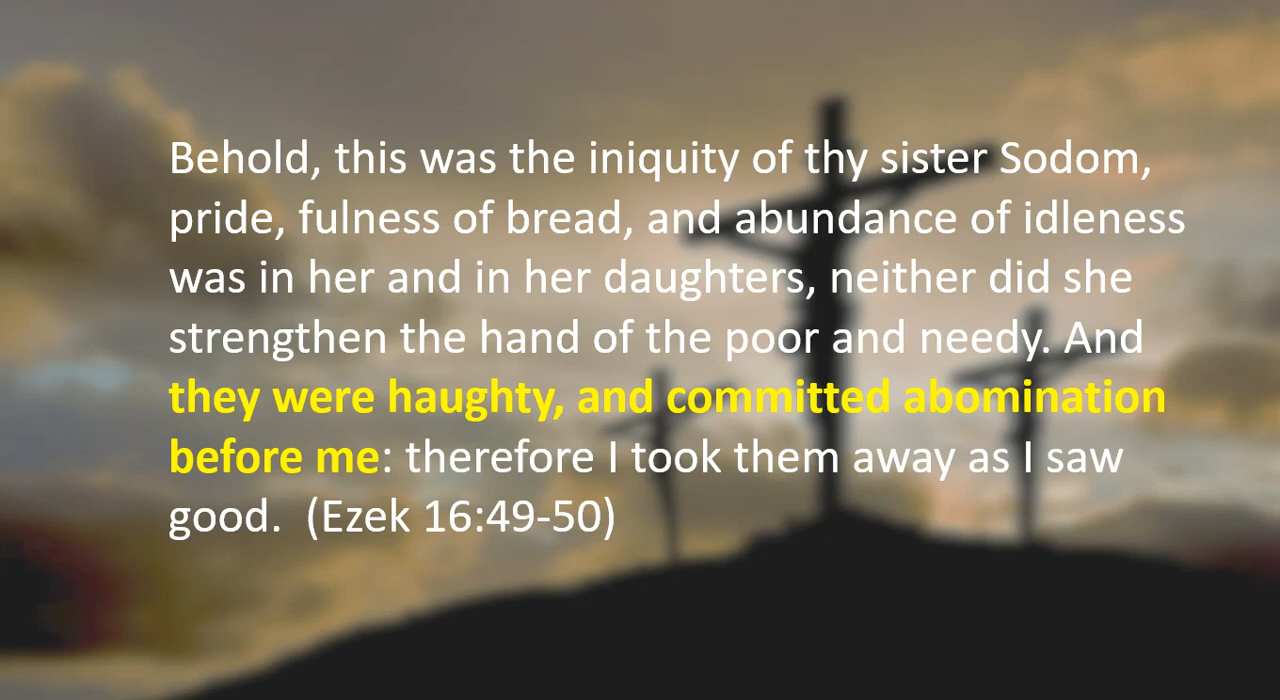 Behold, this was the iniquity of thy sister Sodom,
pride, fulness of bread, and abundance of idleness
was in her and in her daughters, neither did she
strengthen the hand of the poor and needy. And
they were haughty, and committed abomination
before me: therefore I took them away as I saw
good.  (Ezek 16:49-50)